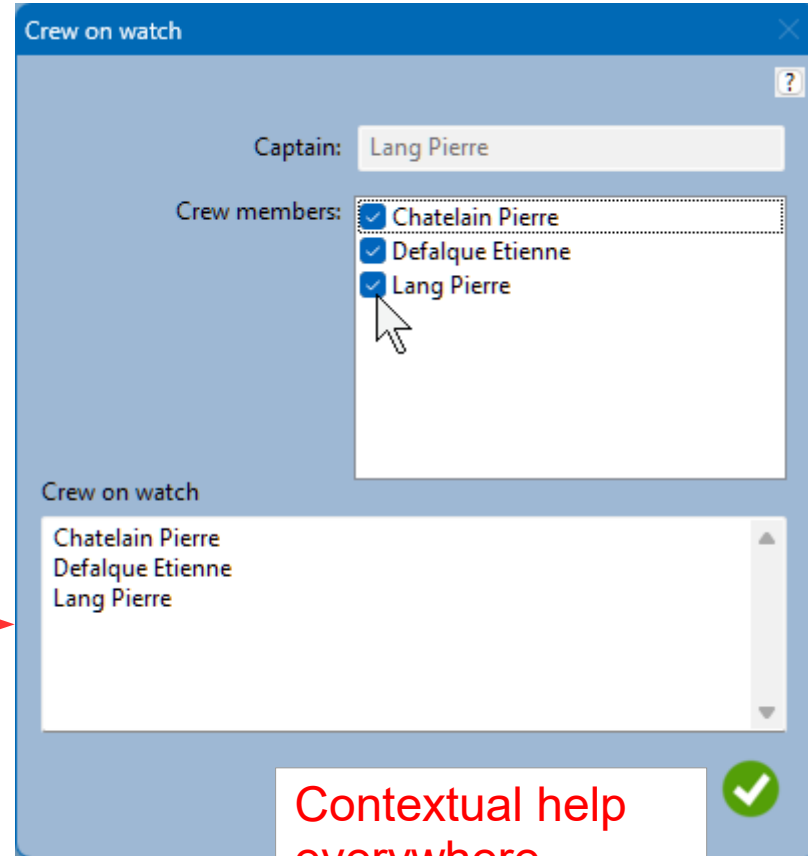 Crew on watch
?
Captain: Lang Pierre
Crew members: Chatelain Pierre
Defalque Etienne
Lang Pierre
Crew on watch
Chatelain Pierre
Defalque Etienne
Lang Pierre
Contextual help
everywhere